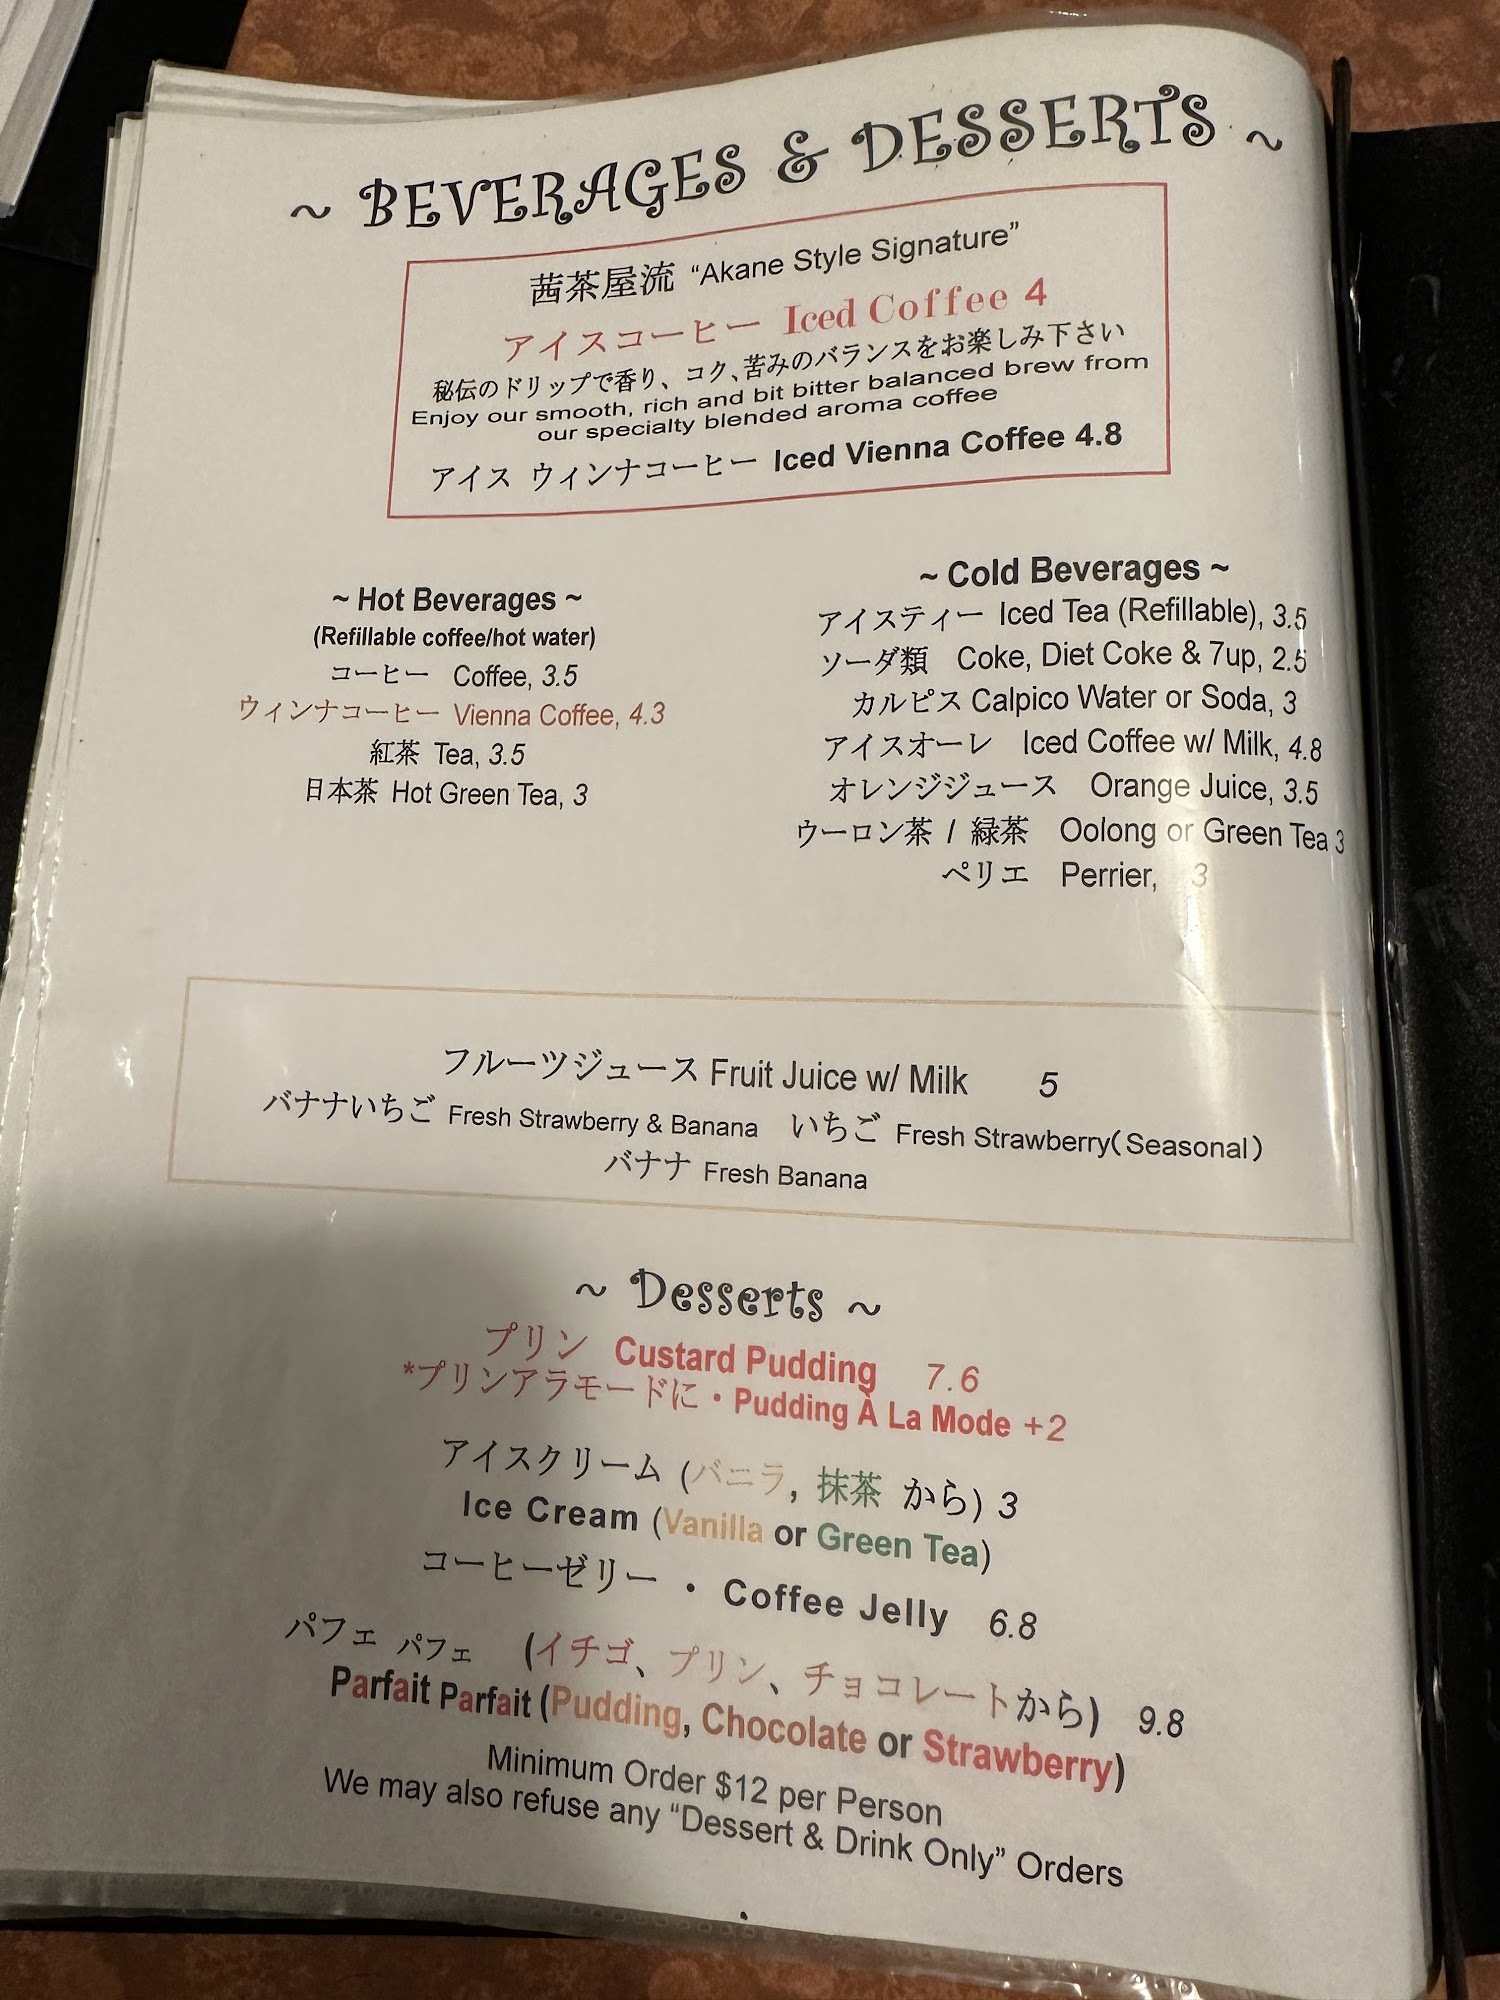 ~ BEVERAGES & DESSERTS ~
茜茶屋流 “Akane Style Signature”
アイスコーヒー Iced Coffee 4
秘伝のドリップで香り、コク､苦みのバランスをお楽しみ下さい
Enjoy our smooth, rich and bit bitter balanced brew from
our specialty blended aroma coffee
アイス ウィンナコーヒー Iced Vienna Coffee 4.8
~ Hot Beverages ~
(Refillable coffee/hot water)
コーヒー Coffee, 3.5
ウィンナコーヒー Vienna Coffee, 4.3
紅茶 Tea, 3.5
日本茶 Hot Green Tea, 3
~ Cold Beverages ~
アイスティー Iced Tea (Refillable), 3.5
ソーダ類 Coke, Diet Coke & 7up, 2.5
カルピス Calpico Water or Soda, 3
アイスオーレ Iced Coffee w/ Milk, 4.8
オレンジジュース Orange Juice, 3.5
ウーロン茶 / 緑茶 Oolong or Green Tea 3
ペリエ Perrier, 3
フルーツジュース Fruit Juice w/ Milk 5
バナナいちご Fresh Strawberry & Banana いちご Fresh Strawberry(Seasonal)
バナナ Fresh Banana
~ Desserts ~
プリン Custard Pudding 7.6
*プリンアラモードに・Pudding À La Mode +2
アイスクリーム (バニラ, 抹茶 から) 3
Ice Cream (Vanilla or Green Tea)
コーヒーゼリー ・ Coffee Jelly 6.8
パフェ パフェ (イチゴ、プリン、チョコレートから) 9.8
Parfait Parfait (Pudding, Chocolate or Strawberry)
Minimum Order $12 per Person
We may also refuse any “Dessert & Drink Only” Orders